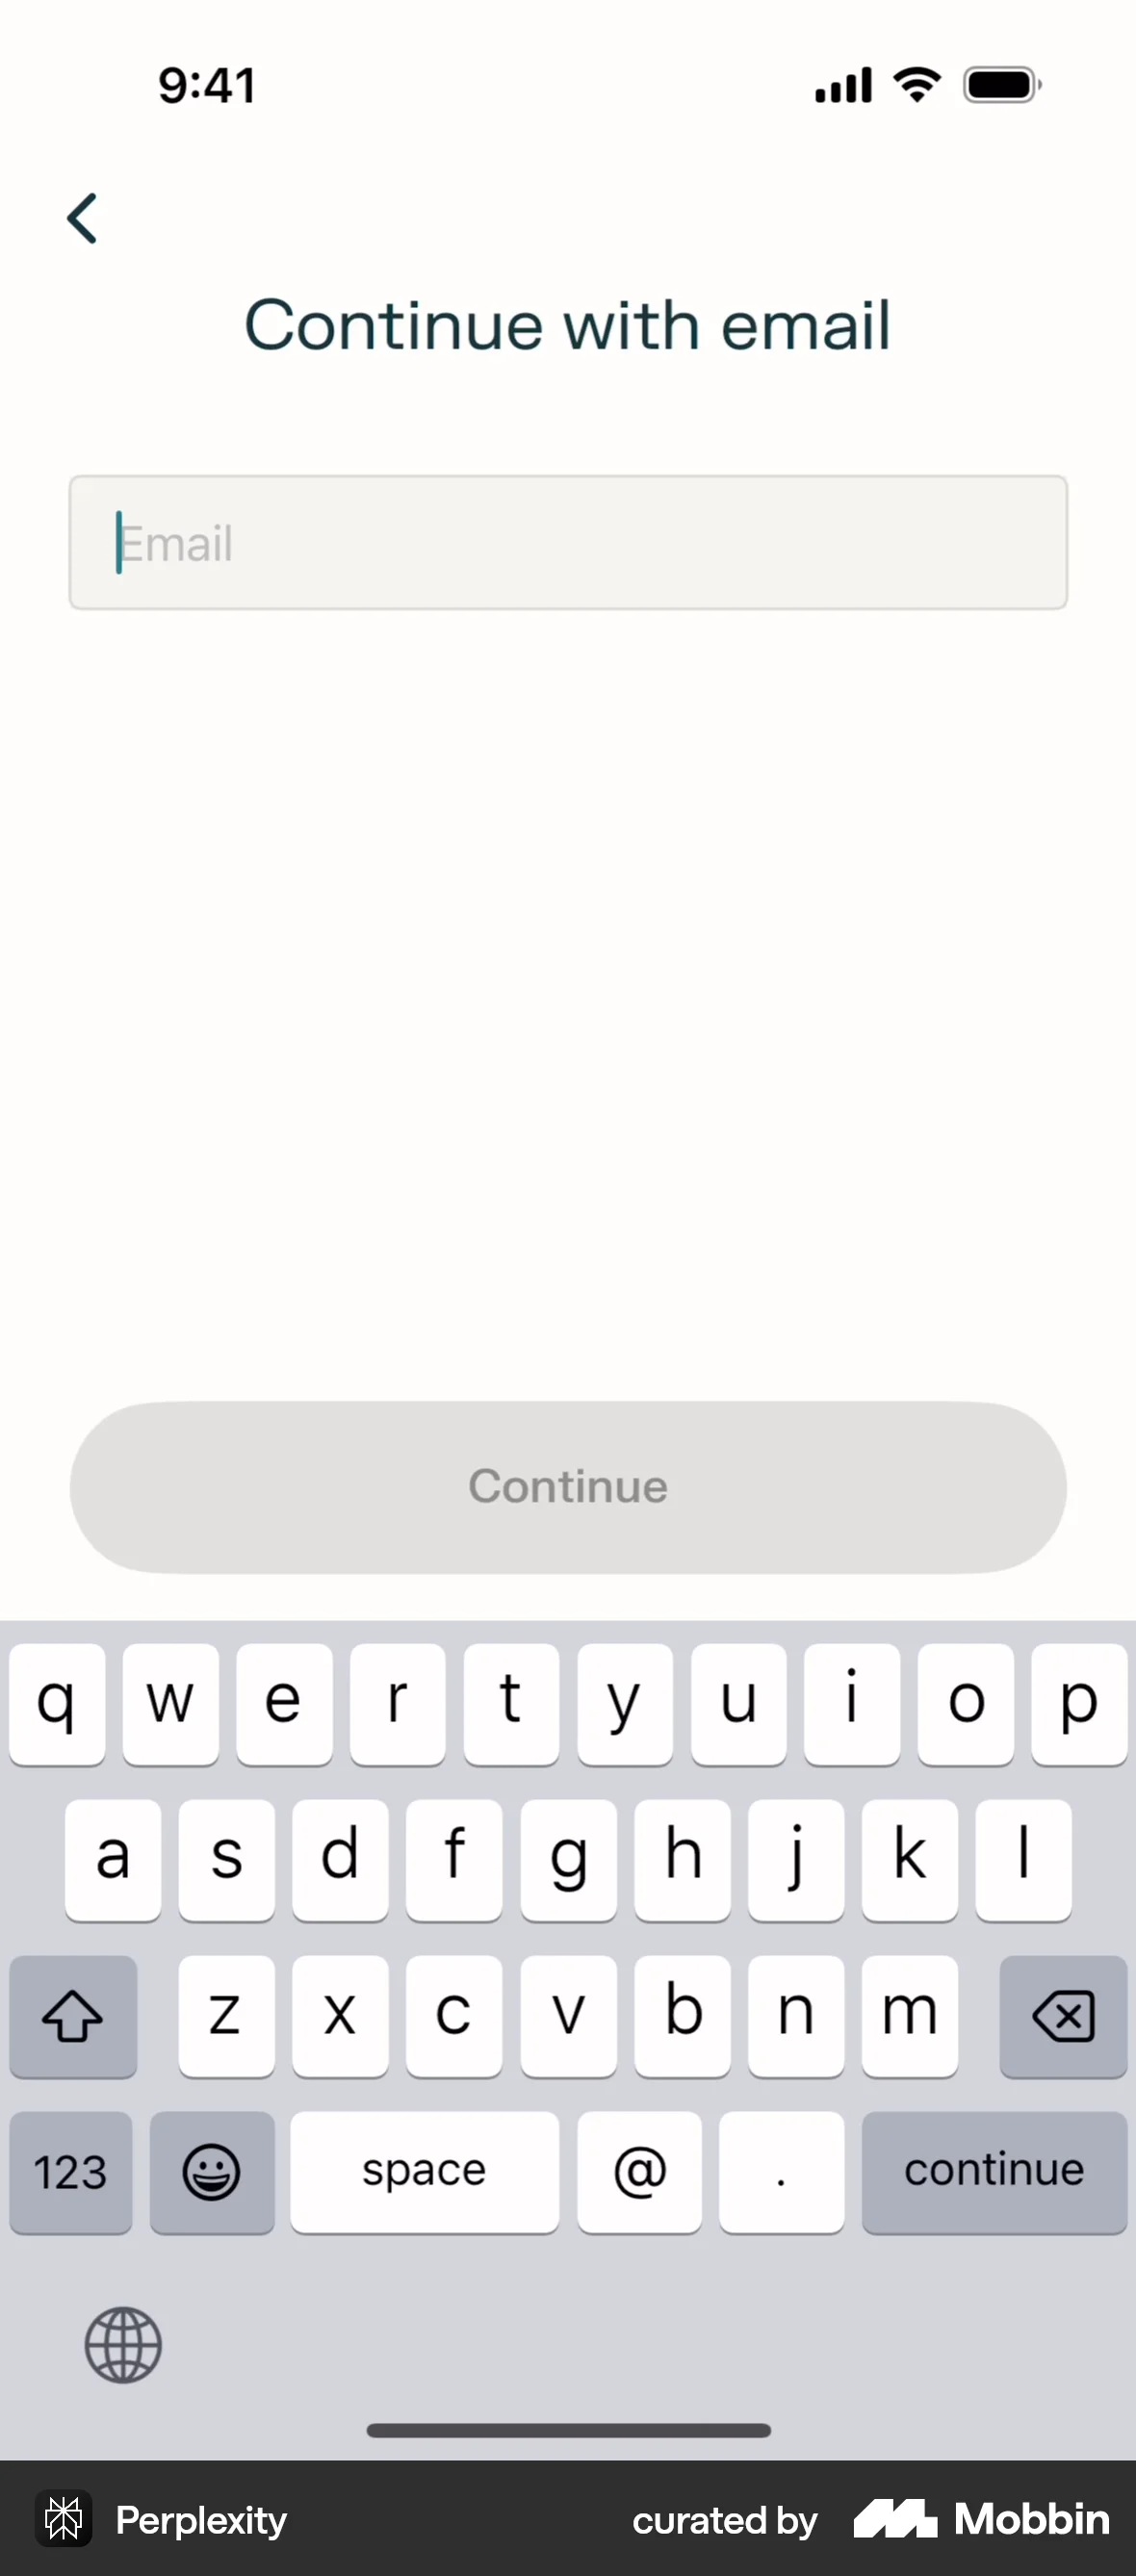 9:41
Continue with email
Email
Continue
q w e r t y u i o p
a s d f g h j k l
z x c v b n m
123 space @ . continue
Perplexity curated by Mobbin